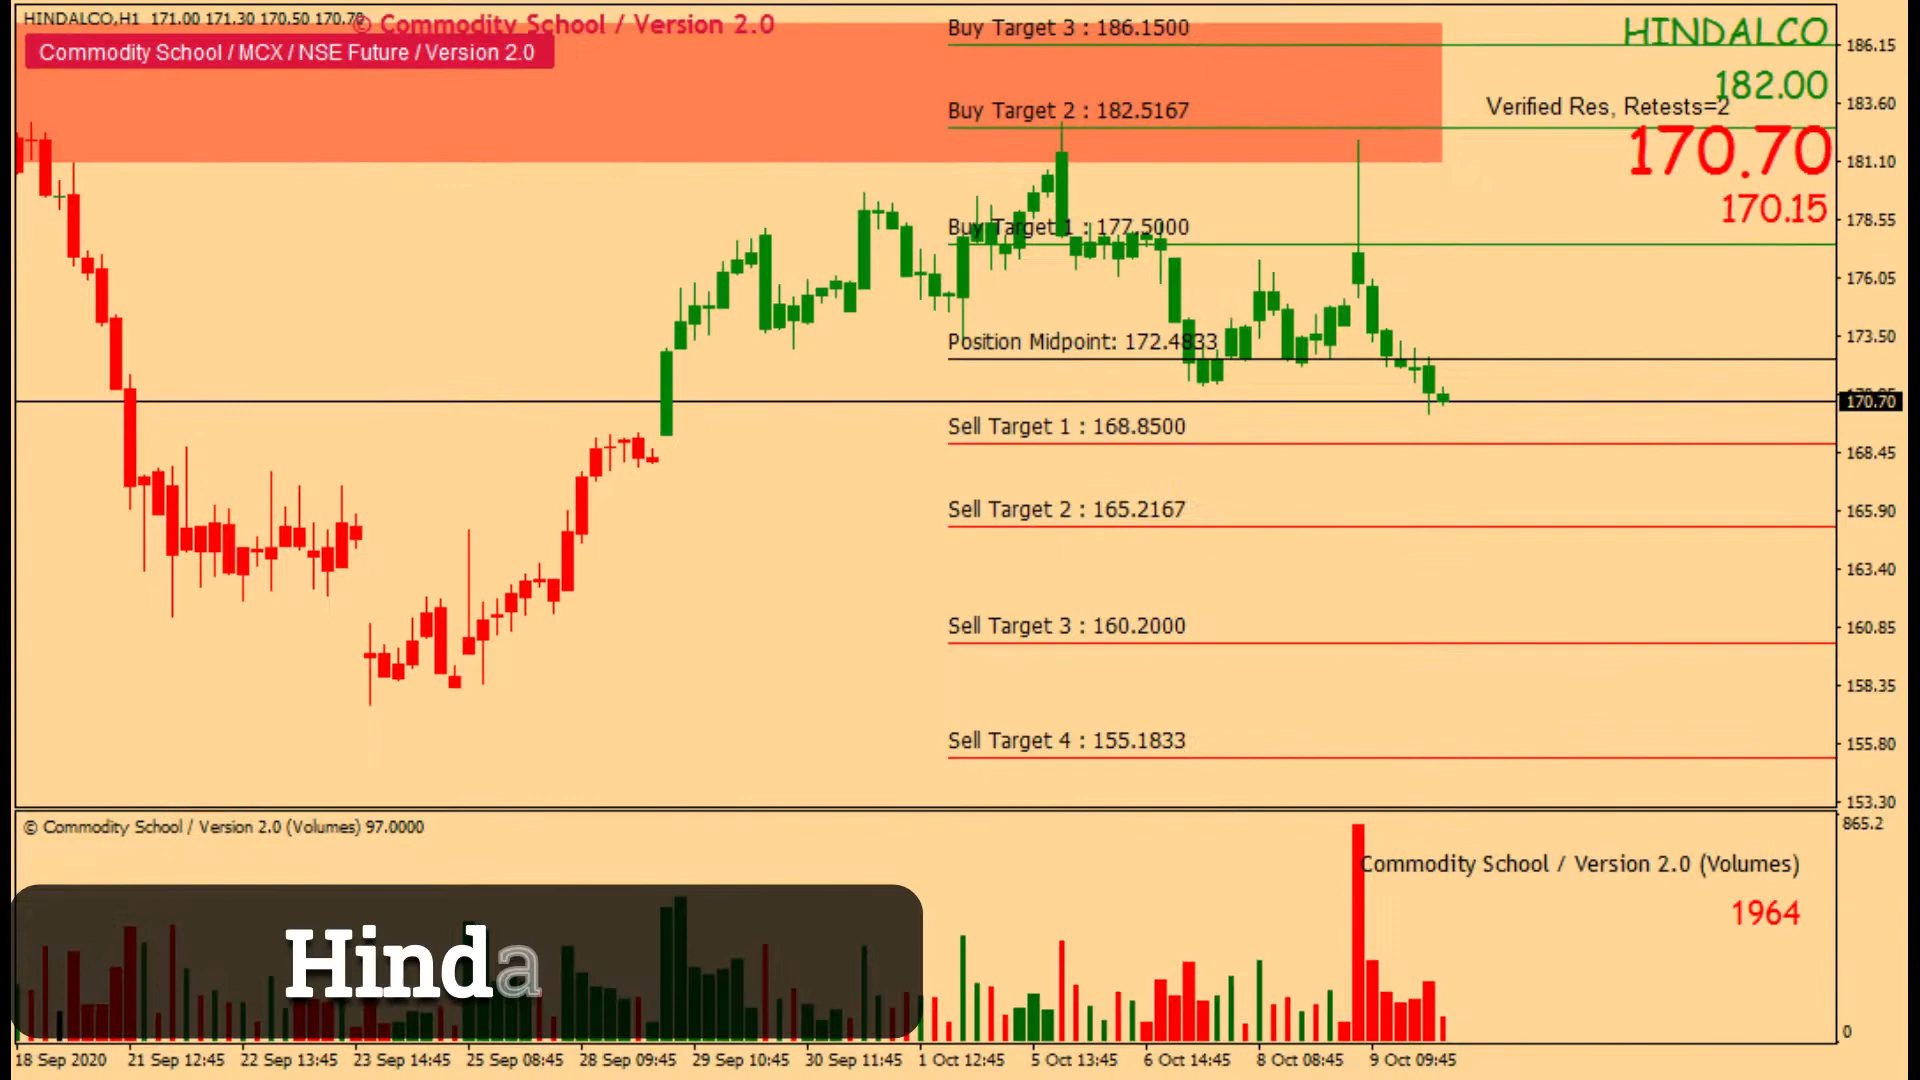 HINDALCO,H1 171.00 171.30 170.50 170.70
© Commodity School / Version 2.0
Commodity School / MCX / NSE Future / Version 2.0
Buy Target 3 : 186.1500
HINDALCO
182.00
Buy Target 2 : 182.5167
Verified Res, Retests=2
170.70
170.15
Buy Target 1 : 177.5000
Position Midpoint: 172.4833
Sell Target 1 : 168.8500
Sell Target 2 : 165.2167
Sell Target 3 : 160.2000
Sell Target 4 : 155.1833
186.15
183.60
181.10
178.55
176.05
173.50
170.70
168.45
165.90
163.40
160.85
158.35
155.80
153.30
© Commodity School / Version 2.0 (Volumes) 97.0000
865.2
Commodity School / Version 2.0 (Volumes)
1964
Hinda
0
18 Sep 2020
21 Sep 12:45
22 Sep 13:45
23 Sep 14:45
25 Sep 08:45
28 Sep 09:45
29 Sep 10:45
30 Sep 11:45
1 Oct 12:45
5 Oct 13:45
6 Oct 14:45
8 Oct 08:45
9 Oct 09:45